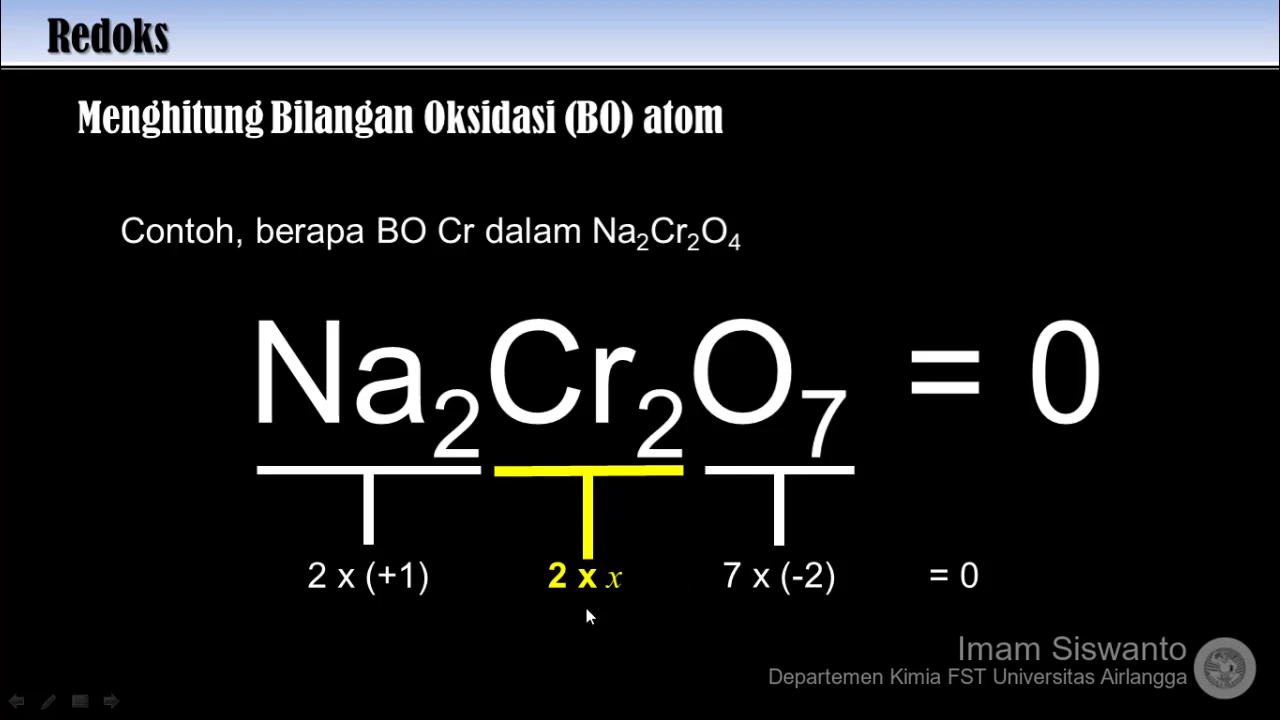 Redoks
Menghitung Bilangan Oksidasi (BO) atom
Contoh, berapa BO Cr dalam Na₂Cr₂O₄
Na₂Cr₂O₇ = 0
2 x (+1) 2 x x 7 x (-2) = 0
Imam Siswanto
Departemen Kimia FST Universitas Airlangga